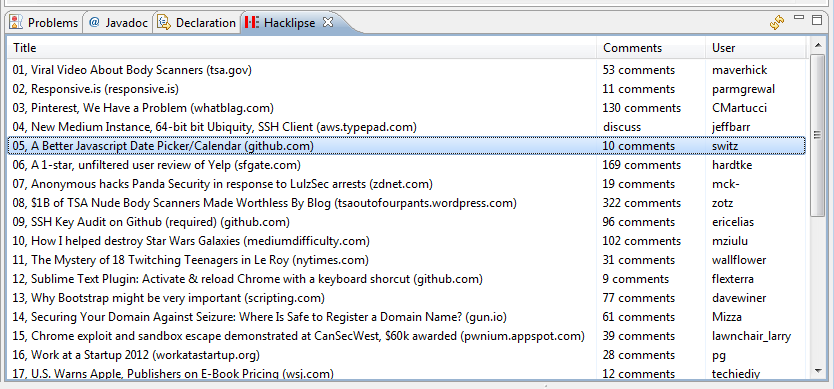 Problems @ Javadoc Declaration Hacklipse
Title Comments User
01, Viral Video About Body Scanners (tsa.gov) 53 comments maverhick
02, Responsive.is (responsive.is) 11 comments parmgrewal
03, Pinterest, We Have a Problem (whatblag.com) 130 comments CMartucci
04, New Medium Instance, 64-bit bit Ubiquity, SSH Client (aws.typepad.com) discuss jeffbarr
05, A Better Javascript Date Picker/Calendar (github.com) 10 comments switz
06, A 1-star, unfiltered user review of Yelp (sfgate.com) 169 comments hardtke
07, Anonymous hacks Panda Security in response to LulzSec arrests (zdnet.com) 19 comments mck-
08, $1B of TSA Nude Body Scanners Made Worthless By Blog (tsaoutofourpants.wordpress.com) 322 comments zotz
09, SSH Key Audit on Github (required) (github.com) 96 comments ericelias
10, How I helped destroy Star Wars Galaxies (mediumdifficulty.com) 102 comments mziulu
11, The Mystery of 18 Twitching Teenagers in Le Roy (nytimes.com) 31 comments wallflower
12, Sublime Text Plugin: Activate & reload Chrome with a keyboard shorcut (github.com) 9 comments flexterra
13, Why Bootstrap might be very important (scripting.com) 77 comments davewiner
14, Securing Your Domain Against Seizure: Where Is Safe to Register a Domain Name? (gun.io) 61 comments Mizza
15, Chrome exploit and sandbox escape demonstrated at CanSecWest, $60k awarded (pwnium.appspot.com) 39 comments lawnchair_larry
16, Work at a Startup 2012 (workatastartup.org) 28 comments pg
17, U.S. Warns Apple, Publishers on E-Book Pricing (wsj.com) 12 comments techiediy